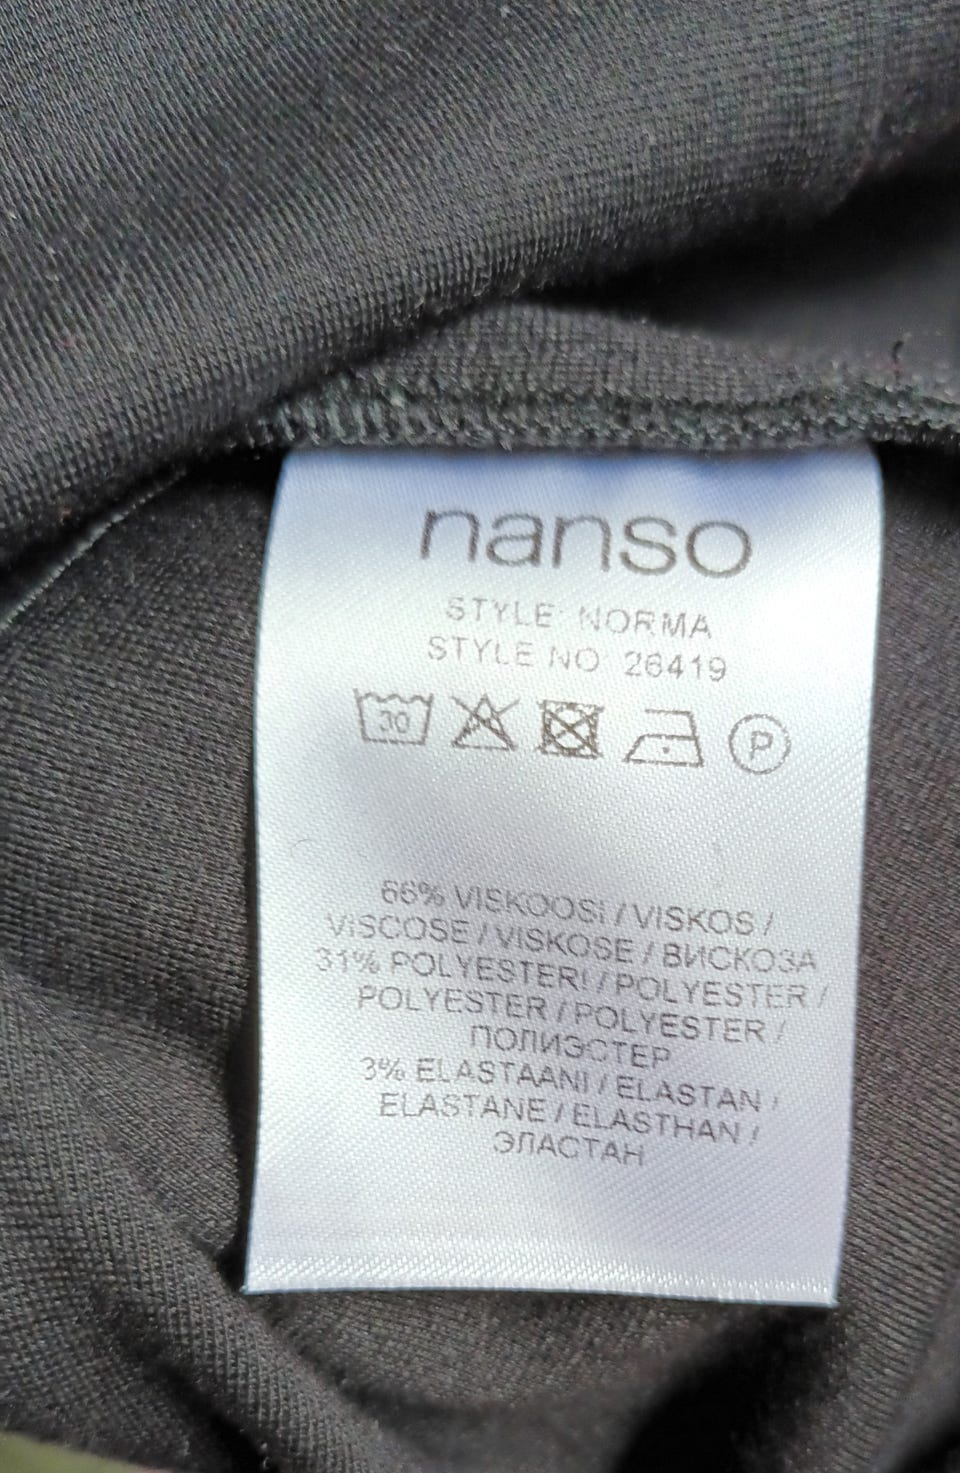 nanso
STYLE: NORMA
STYLE NO: 26419
30
P
66% VISKOOSI / VISKOS /
VISCOSE / VISKOSE / ВИСКОЗА
31% POLYESTERI / POLYESTER /
POLYESTER / POLYESTER /
ПОЛИЭСТЕР
3% ELASTAANI / ELASTAN /
ELASTANE / ELASTHAN /
ЭЛАСТАН